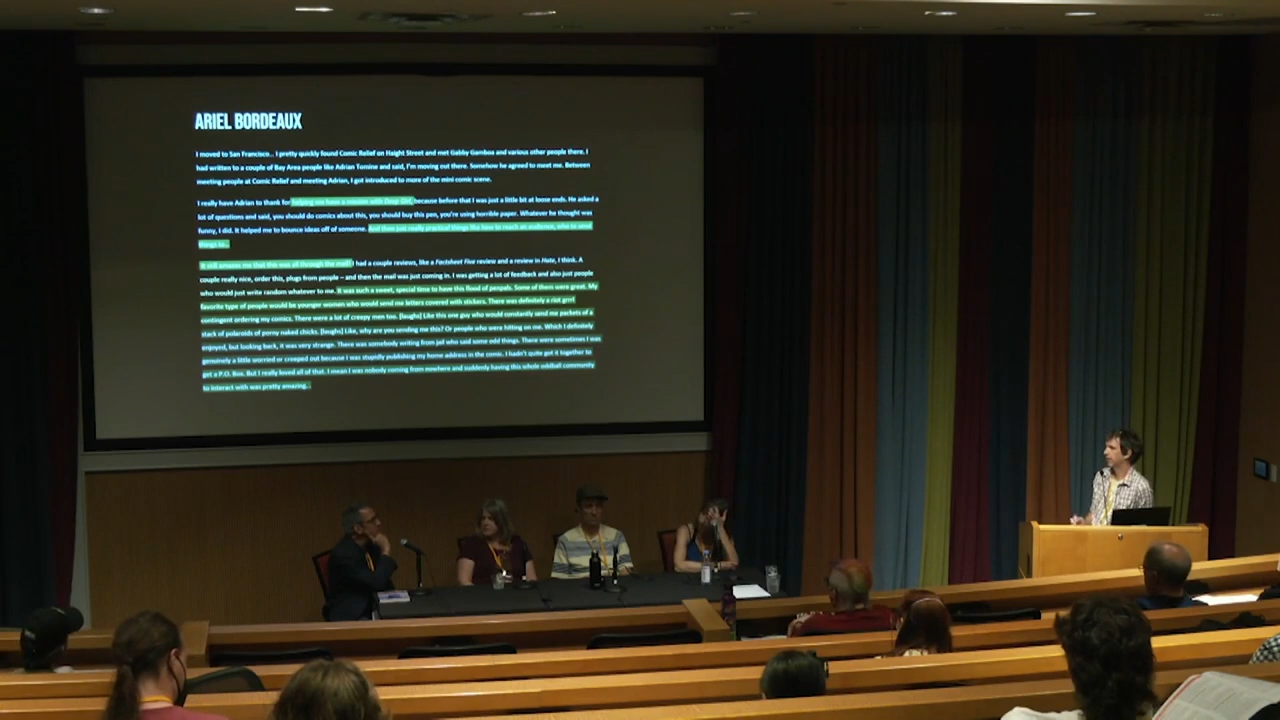 ARIEL BORDEAUX
I moved to San Francisco... I pretty quickly found Comic Relief on Haight Street and met Gabby Gamboa and various other people there. I
had written to a couple of Bay Area people like Adrian Tomine and said, I'm moving out there. Somehow he agreed to meet me. Between
meeting people at Comic Relief and meeting Adrian, I got introduced to more of the mini comic scene.
I really have Adrian to thank for helping me have a mission with Deep Girl, because before that I was just a little bit at loose ends. He asked a
lot of questions and said, you should do comics about this, you should buy this pen, you're using horrible paper. Whatever he thought was
funny, I did. It helped me to bounce ideas off of someone. And then just really practical things like how to reach an audience, who to send
things to...
It still amazes me that this was all through the mail! I had a couple reviews, like a Factsheet Five review and a review in Hate, I think. A
couple really nice, order this, plugs from people – and then the mail was just coming in. I was getting a lot of feedback and also just people
who would just write random whatever to me. It was such a sweet, special time to have this flood of penpals. Some of them were great. My
favorite type of people would be younger women who would send me letters covered with stickers. There was definitely a riot grrrl
contingent ordering my comics. There were a lot of creepy men too. [laughs] Like this one guy who would constantly send me packets of a
stack of polaroids of porny naked chicks. [laughs] Like, why are you sending me this? Or people who were hitting on me. Which I definitely
enjoyed, but looking back, it was very strange. There was somebody writing from jail who said some odd things. There were sometimes I was
genuinely a little worried or creeped out because I was stupidly publishing my home address in the comic. I hadn't quite got it together to
get a P.O. Box. But I really loved all of that. I mean I was nobody coming from nowhere and suddenly having this whole oddball community
to interact with was pretty amazing...